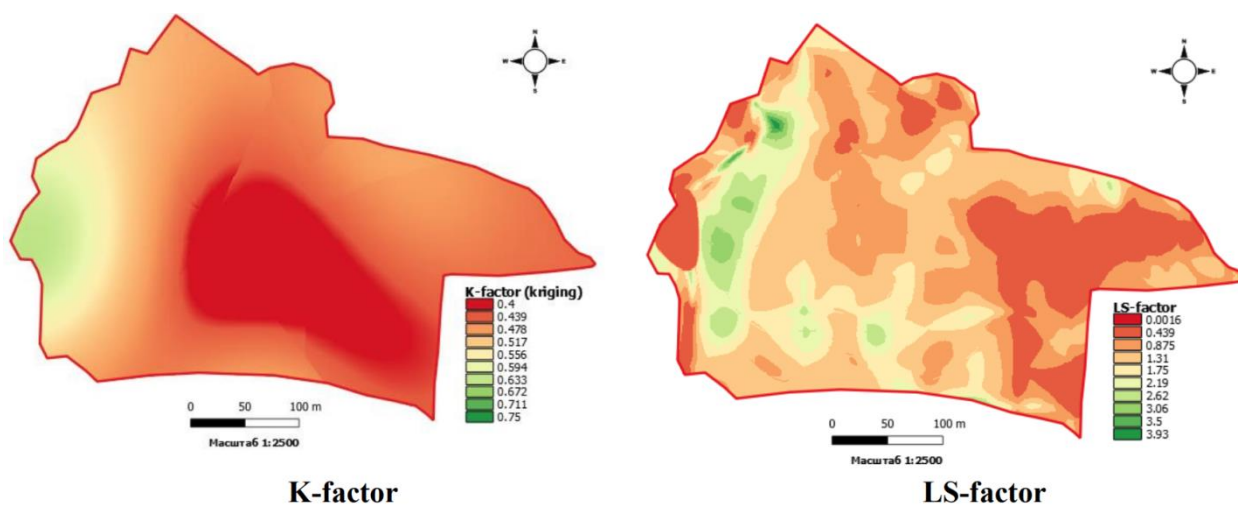 N
W E
S
K-factor (kriging)
0.4
0.439
0.478
0.517
0.556
0.594
0.633
0.672
0.711
0.75
0 50 100 m
Масштаб 1:2500
K-factor
N
W E
S
LS-factor
0.0016
0.439
0.875
1.31
1.75
2.19
2.62
3.06
3.5
3.93
0 50 100 m
Масштаб 1:2500
LS-factor